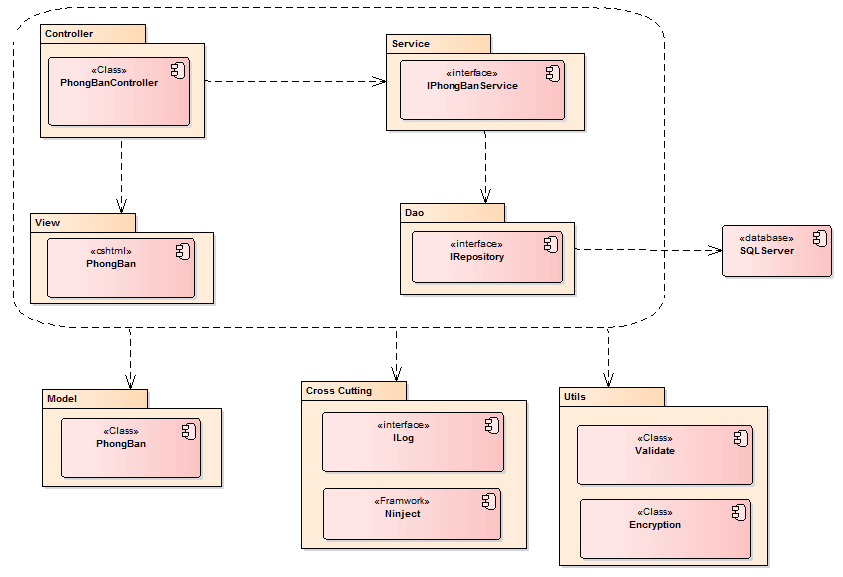 Controller
«Class»
PhongBanController
Service
«interface»
IPhongBanService
View
«cshtml»
PhongBan
Dao
«interface»
IRepository
«database»
SQLServer
Model
«Class»
PhongBan
Cross Cutting
«interface»
ILog
«Framwork»
Ninject
Utils
«Class»
Validate
«Class»
Encryption